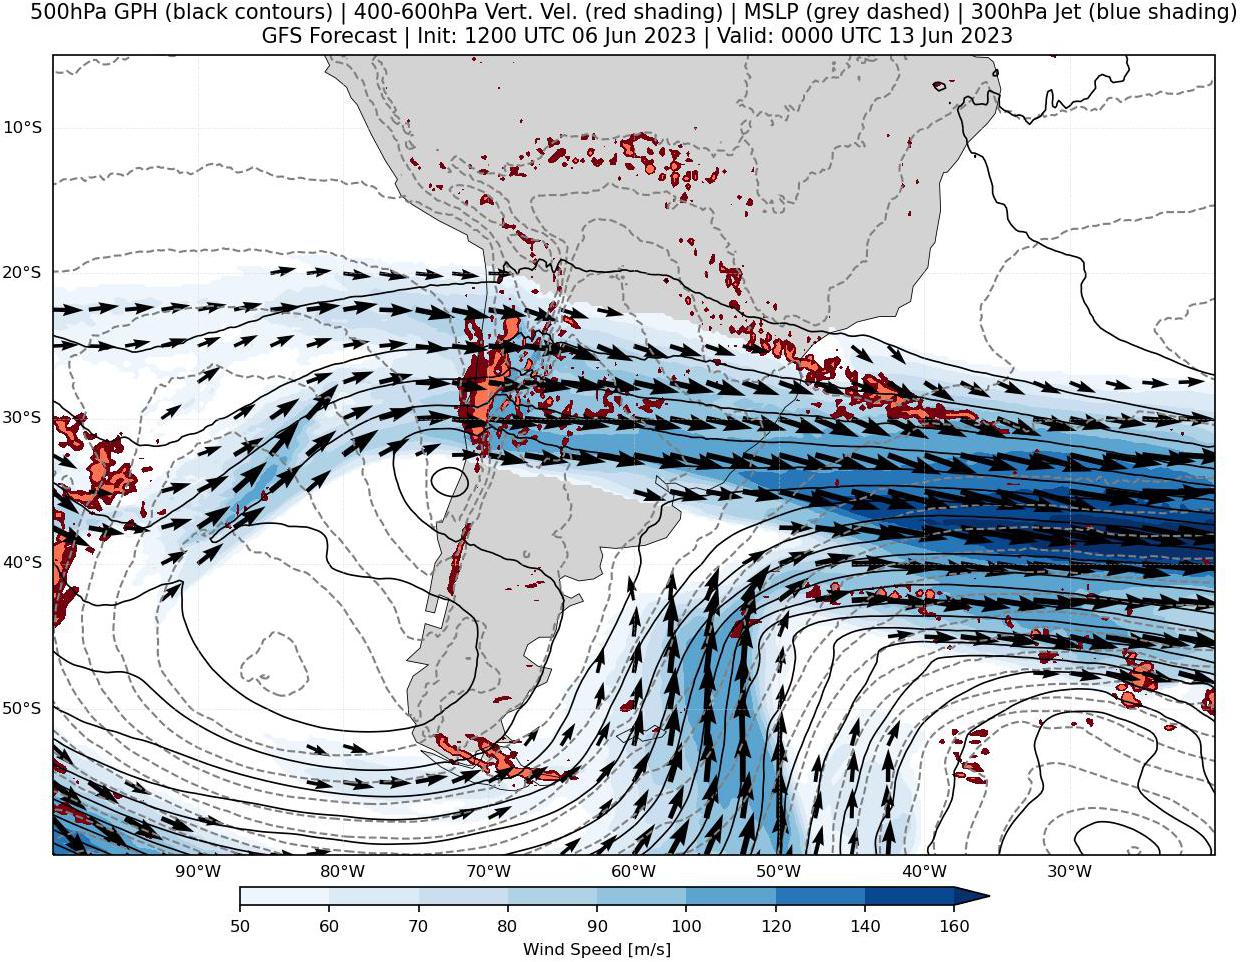 500hPa GPH (black contours) | 400-600hPa Vert. Vel. (red shading) | MSLP (grey dashed) | 300hPa Jet (blue shading)
GFS Forecast | Init: 1200 UTC 06 Jun 2023 | Valid: 0000 UTC 13 Jun 2023
10°S
20°S
30°S
40°S
50°S
90°W 80°W 70°W 60°W 50°W 40°W 30°W
50 60 70 80 90 100 120 140 160
Wind Speed [m/s]